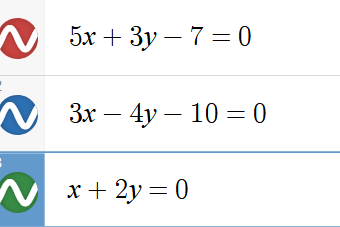 5x + 3y − 7 = 0
3x − 4y − 10 = 0
x + 2y = 0